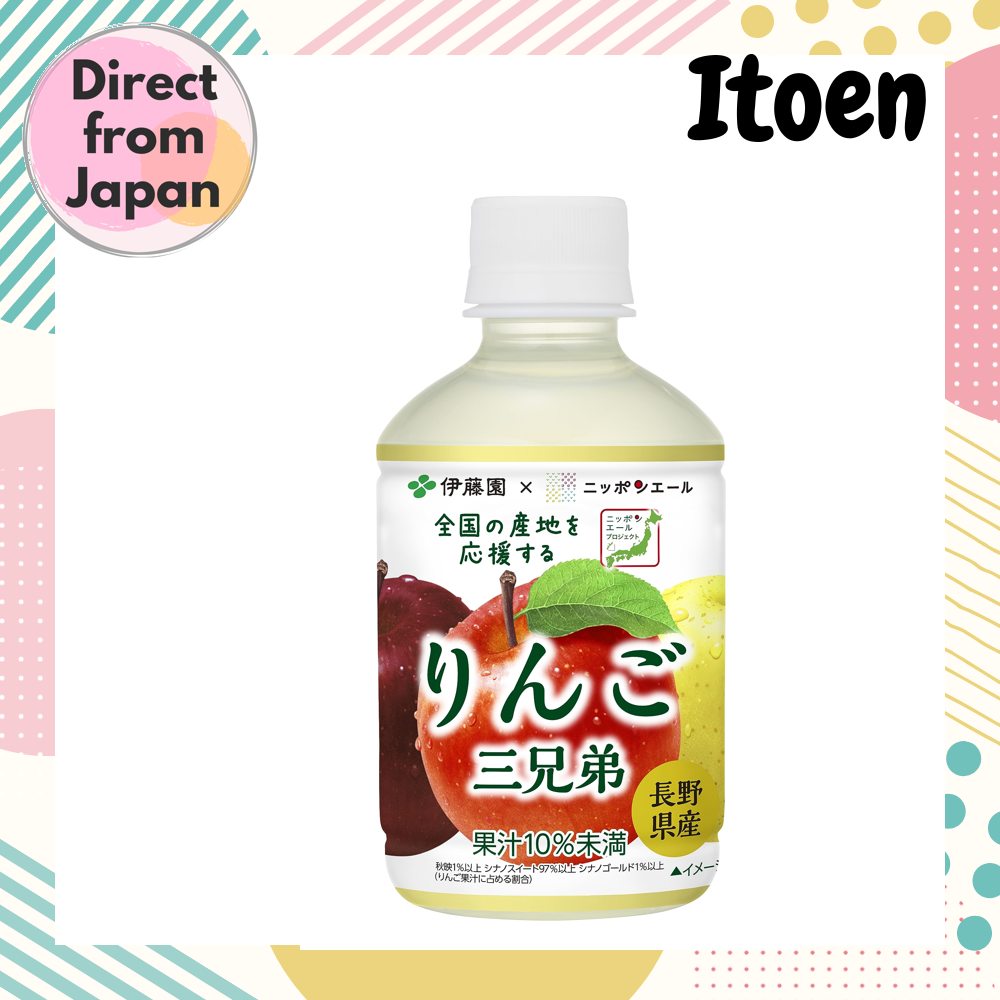 Direct
from
Japan
Itoen
伊藤園 × ニッポンエール
全国の産地を
応援する
ニッポン
エール
プロジェクト
りんご
三兄弟
長野
県産
果汁10%未満
秋映1%以上 シナノスイート97%以上 シナノゴールド1%以上
(りんご果汁に占める割合)
▲イメー